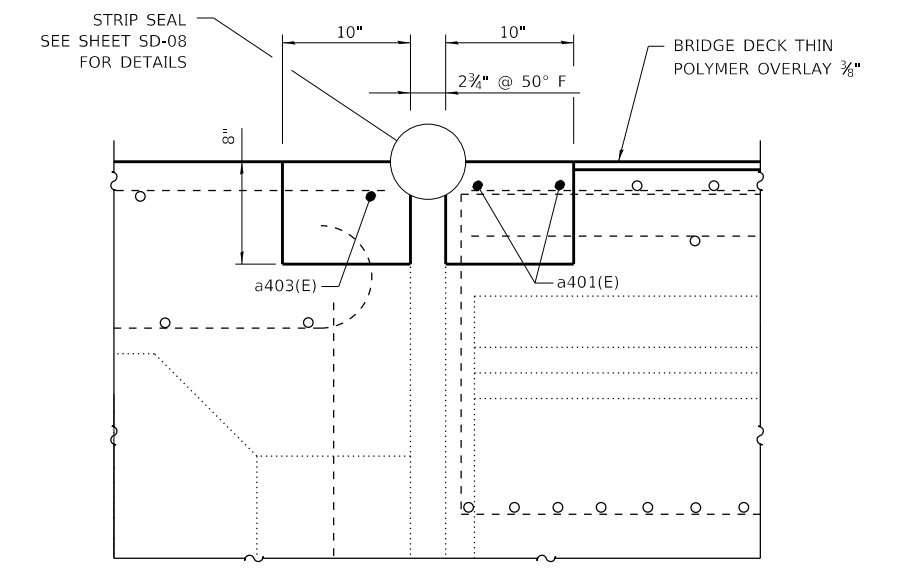 STRIP SEAL
SEE SHEET SD-08
FOR DETAILS
10"
10"
2¾" @ 50° F
BRIDGE DECK THIN
POLYMER OVERLAY ⅜"
8"
a403(E)
a401(E)